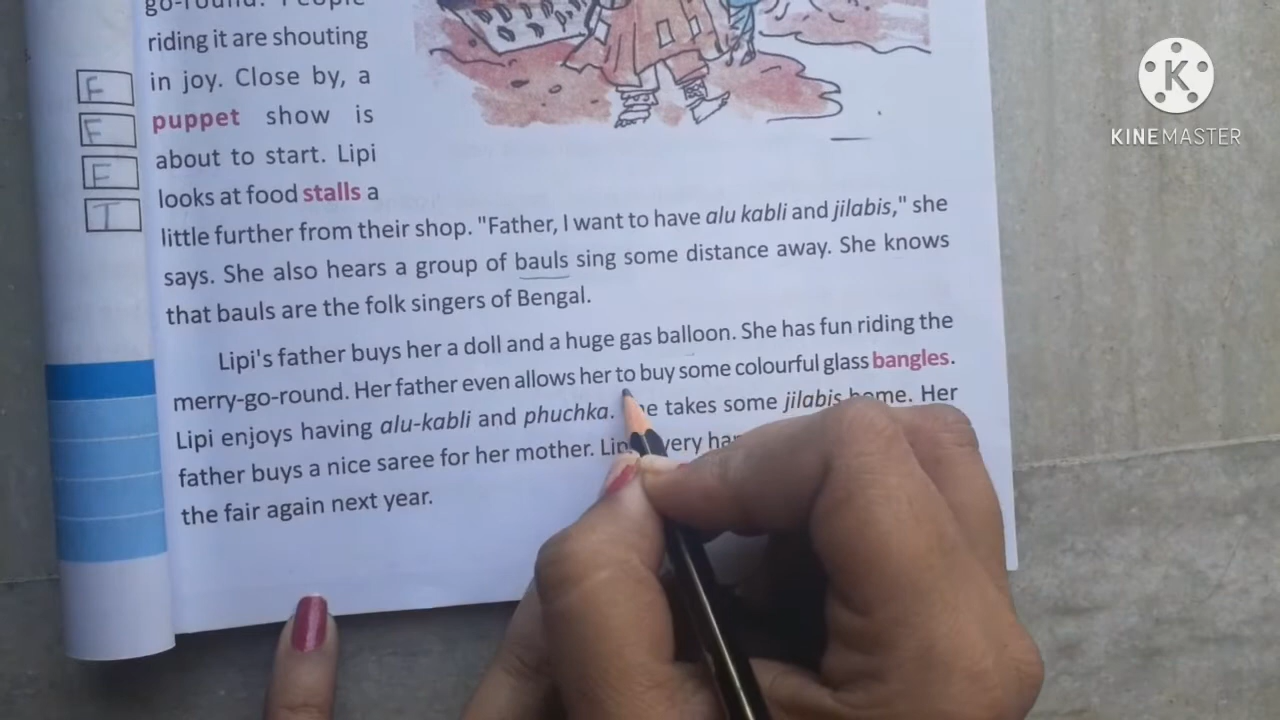 go-round. People
riding it are shouting
in joy. Close by, a
puppet show is
about to start. Lipi
looks at food stalls a
little further from their shop. "Father, I want to have alu kabli and jilabis," she
says. She also hears a group of bauls sing some distance away. She knows
that bauls are the folk singers of Bengal.
Lipi's father buys her a doll and a huge gas balloon. She has fun riding the
merry-go-round. Her father even allows her to buy some colourful glass bangles.
Lipi enjoys having alu-kabli and phuchka. takes some jilabis home. Her
father buys a nice saree for her mother. very
the fair again next year.
F
F
F
T
K
KINEMASTER